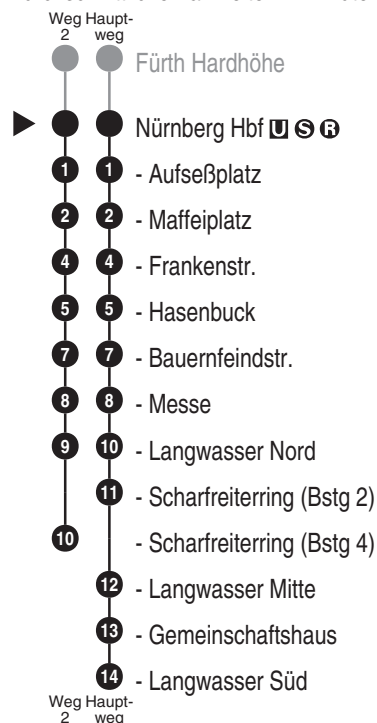 Weg Haupt-
2 weg
Fürth Hardhöhe
Nürnberg Hbf U S R
1 1 - Aufseßplatz
2 2 - Maffeiplatz
4 4 - Frankenstr.
5 5 - Hasenbuck
7 7 - Bauernfeindstr.
8 8 - Messe
9 10 - Langwasser Nord
11 - Scharfreiterring (Bstg 2)
10 - Scharfreiterring (Bstg 4)
12 - Langwasser Mitte
13 - Gemeinschaftshaus
14 - Langwasser Süd
Weg Haupt-
2 weg